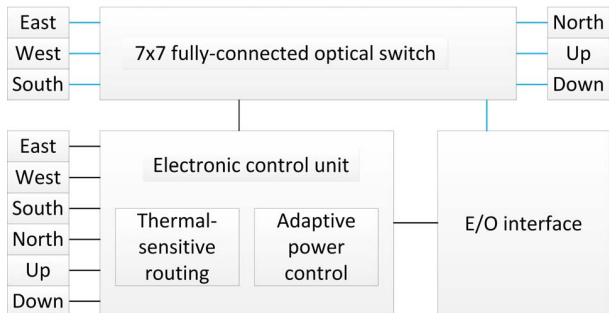 East
West
South
7x7 fully-connected optical switch
North
Up
Down
East
West
South
North
Up
Down
Electronic control unit
Thermal-
sensitive
routing
Adaptive
power
control
E/O interface